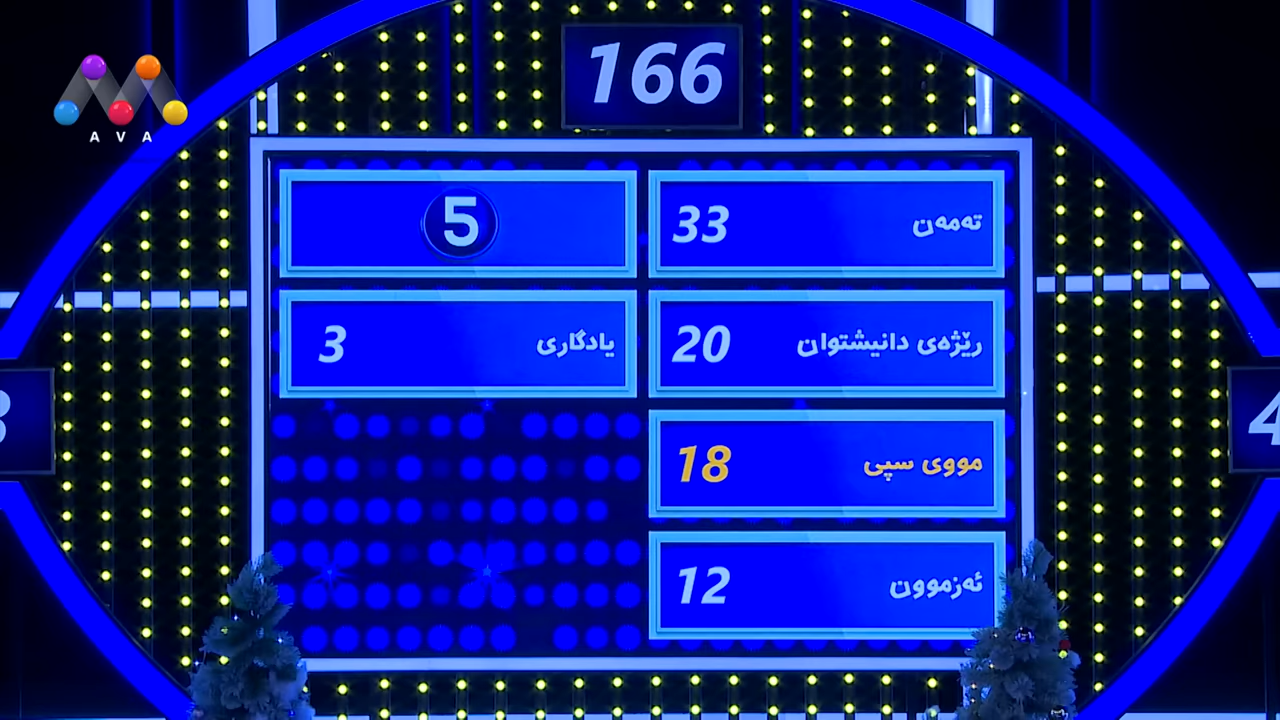 AVA
166
تەمەن 33
5
ڕێژەی دانیشتوان 20
یادگاری 3
مووی سپی 18
ئەزموون 12